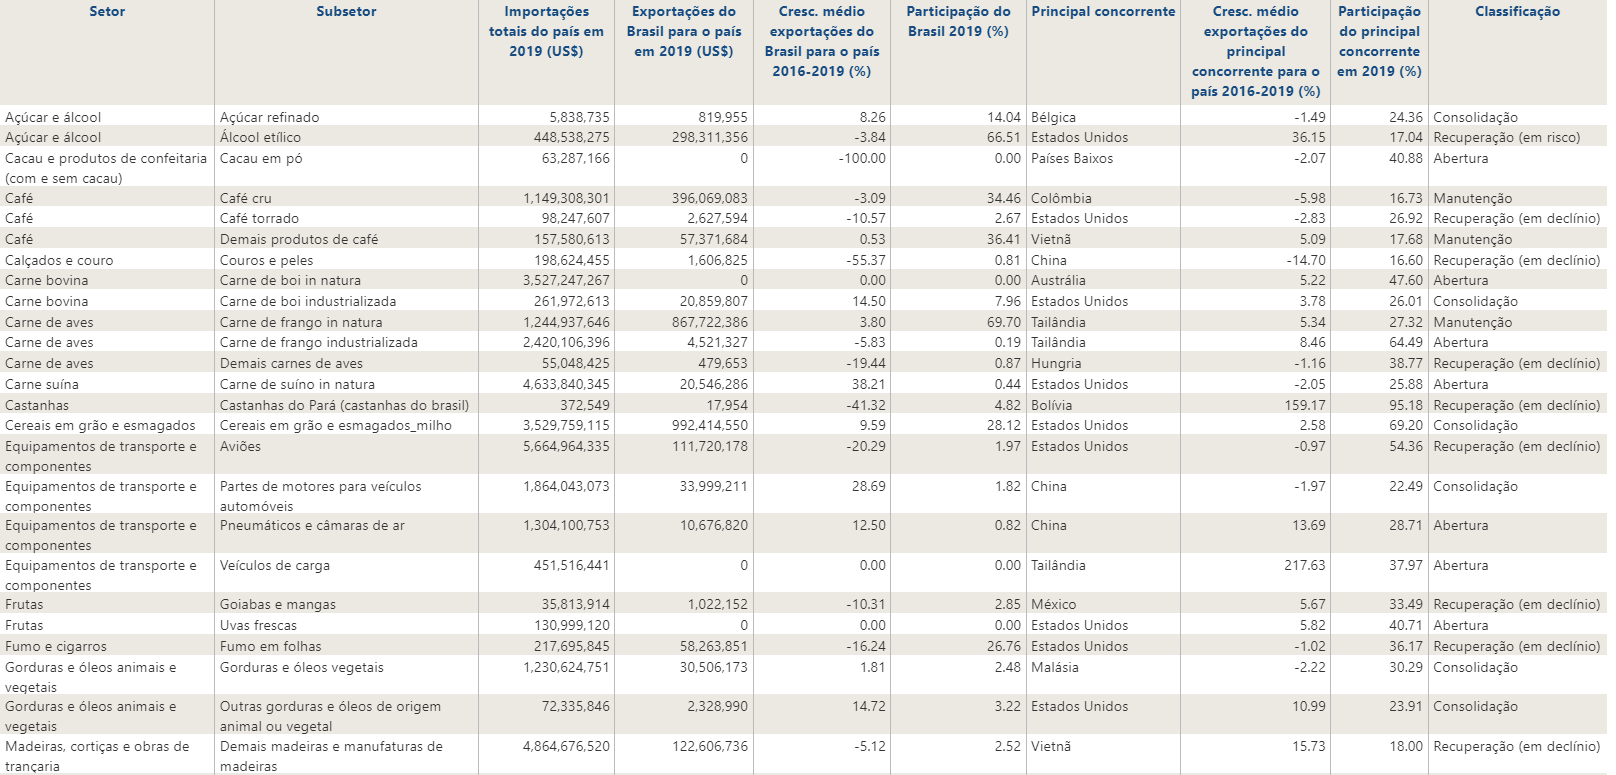 Setor Subsetor Importações Exportações do Cresc. médio Participação do Principal concorrente Cresc. médio Participação Classificação
totais do país em Brasil para o país exportações do Brasil 2019 (%) exportações do do principal
2019 (US$) em 2019 (US$) Brasil para o país principal concorrente
2016-2019 (%) concorrente para o em 2019 (%)
país 2016-2019 (%)
Açúcar e álcool Açúcar refinado 5,838,735 819,955 8.26 14.04 Bélgica -1.49 24.36 Consolidação
Açúcar e álcool Álcool etílico 448,538,275 298,311,356 -3.84 66.51 Estados Unidos 36.15 17.04 Recuperação (em risco)
Cacau e produtos de confeitaria Cacau em pó 63,287,166 0 -100.00 0.00 Países Baixos -2.07 40.88 Abertura
(com e sem cacau)
Café Café cru 1,149,308,301 396,069,083 -3.09 34.46 Colômbia -5.98 16.73 Manutenção
Café Café torrado 98,247,607 2,627,594 -10.57 2.67 Estados Unidos -2.83 26.92 Recuperação (em declínio)
Café Demais produtos de café 157,580,613 57,371,684 0.53 36.41 Vietnã 5.09 17.68 Manutenção
Calçados e couro Couros e peles 198,624,455 1,606,825 -55.37 0.81 China -14.70 16.60 Recuperação (em declínio)
Carne bovina Carne de boi in natura 3,527,247,267 0 0.00 0.00 Austrália 5.22 47.60 Abertura
Carne bovina Carne de boi industrializada 261,972,613 20,859,807 14.50 7.96 Estados Unidos 3.78 26.01 Consolidação
Carne de aves Carne de frango in natura 1,244,937,646 867,722,386 3.80 69.70 Tailândia 5.34 27.32 Manutenção
Carne de aves Carne de frango industrializada 2,420,106,396 4,521,327 -5.83 0.19 Tailândia 8.46 64.49 Abertura
Carne de aves Demais carnes de aves 55,048,425 479,653 -19.44 0.87 Hungria -1.16 38.77 Recuperação (em declínio)
Carne suína Carne de suíno in natura 4,633,840,345 20,546,286 38.21 0.44 Estados Unidos -2.05 25.88 Abertura
Castanhas Castanhas do Pará (castanhas do brasil) 372,549 17,954 -41.32 4.82 Bolívia 159.17 95.18 Recuperação (em declínio)
Cereais em grão e esmagados Cereais em grão e esmagados_milho 3,529,759,115 992,414,550 9.59 28.12 Estados Unidos 2.58 69.20 Consolidação
Equipamentos de transporte e Aviões 5,664,964,335 111,720,178 -20.29 1.97 Estados Unidos -0.97 54.36 Recuperação (em declínio)
componentes
Equipamentos de transporte e Partes de motores para veículos 1,864,043,073 33,999,211 28.69 1.82 China -1.97 22.49 Consolidação
componentes automóveis
Equipamentos de transporte e Pneumáticos e câmaras de ar 1,304,100,753 10,676,820 12.50 0.82 China 13.69 28.71 Abertura
componentes
Equipamentos de transporte e Veículos de carga 451,516,441 0 0.00 0.00 Tailândia 217.63 37.97 Abertura
componentes
Frutas Goiabas e mangas 35,813,914 1,022,152 -10.31 2.85 México 5.67 33.49 Recuperação (em declínio)
Frutas Uvas frescas 130,999,120 0 0.00 0.00 Estados Unidos 5.82 40.71 Abertura
Fumo e cigarros Fumo em folhas 217,695,845 58,263,851 -16.24 26.76 Estados Unidos -1.02 36.17 Recuperação (em declínio)
Gorduras e óleos animais e Gorduras e óleos vegetais 1,230,624,751 30,506,173 1.81 2.48 Malásia -2.22 30.29 Consolidação
vegetais
Gorduras e óleos animais e Outras gorduras e óleos de origem 72,335,846 2,328,990 14.72 3.22 Estados Unidos 10.99 23.91 Consolidação
vegetais animal ou vegetal
Madeiras, cortiças e obras de Demais madeiras e manufaturas de 4,864,676,520 122,606,736 -5.12 2.52 Vietnã 15.73 18.00 Recuperação (em declínio)
trançaria madeiras